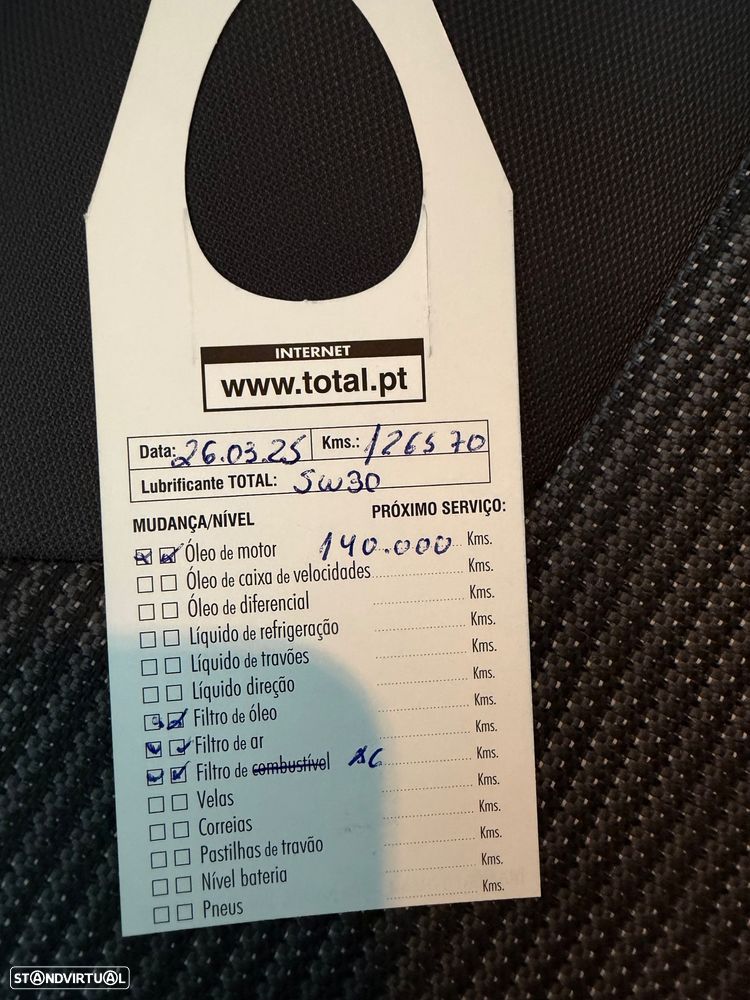 INTERNET
www.total.pt
Data: 26.03.25 Kms.: 126570
Lubrificante TOTAL: 5w30
MUDANÇA/NÍVEL PRÓXIMO SERVIÇO:
Óleo de motor 140.000 Kms.
Óleo de caixa de velocidades Kms.
Óleo de diferencial Kms.
Líquido de refrigeração Kms.
Líquido de travões Kms.
Líquido direção Kms.
Filtro de óleo Kms.
Filtro de ar Kms.
Filtro de combustível AC Kms.
Velas Kms.
Correias Kms.
Pastilhas de travão Kms.
Nível bateria Kms.
Pneus Kms.
STANDVIRTUAL